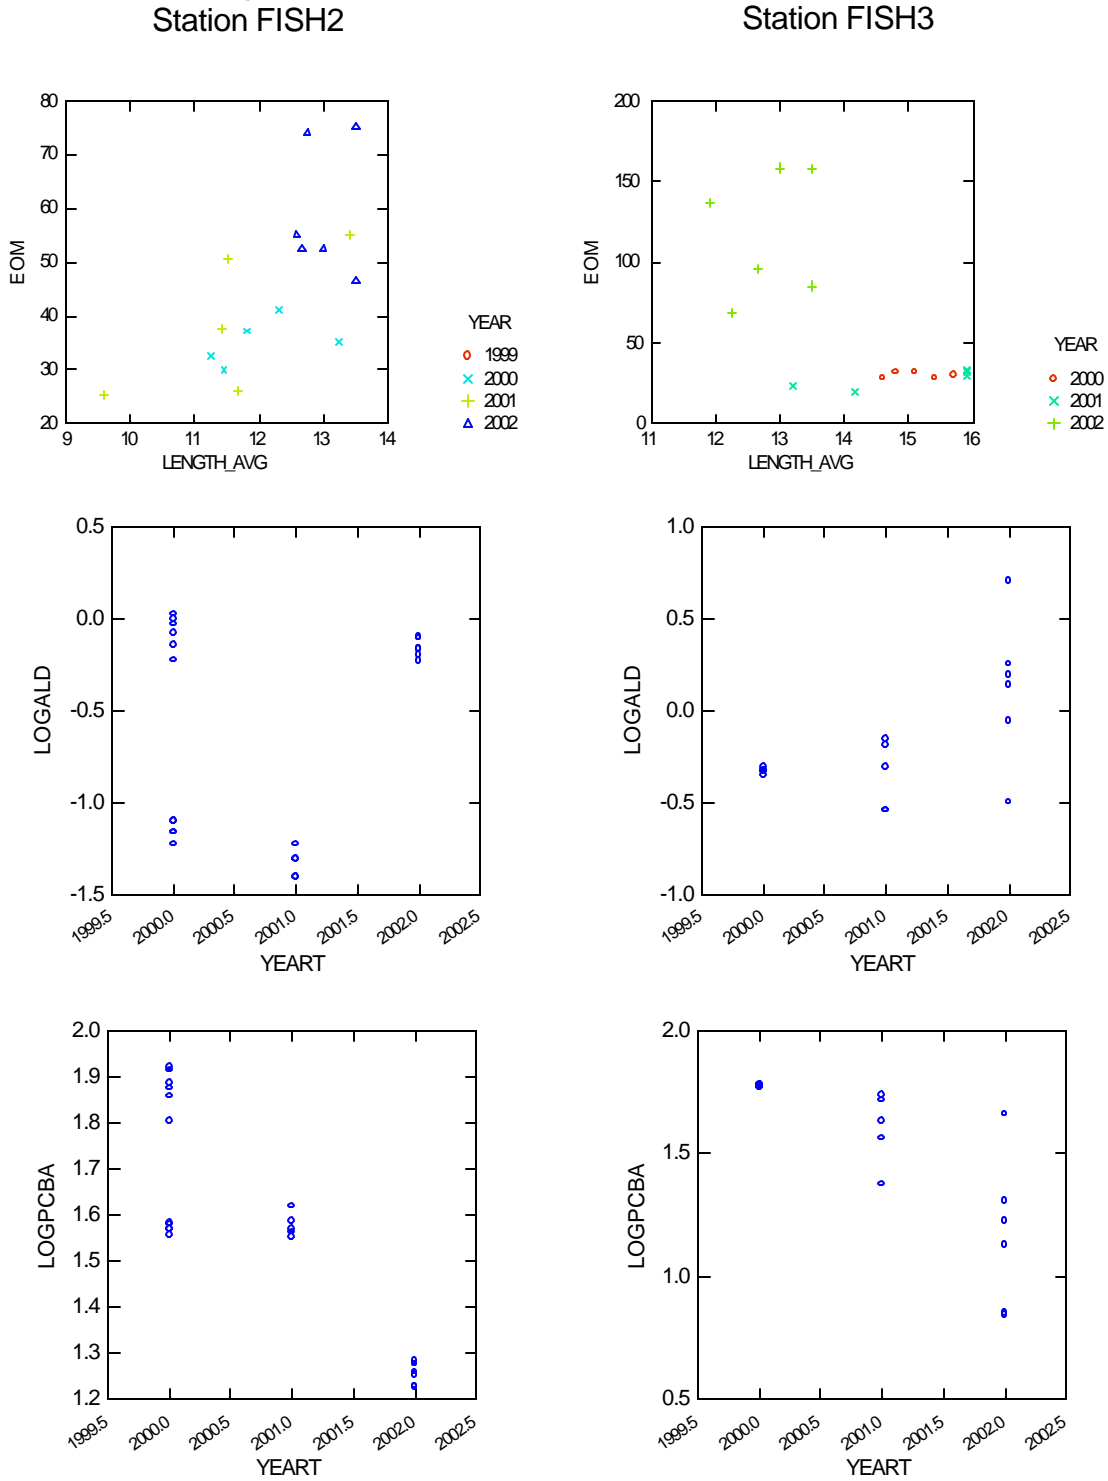 Station FISH2
Station FISH3
80
70
60
50
40
30
20
EOM
9 10 11 12 13 14
LENGTH_AVG
YEAR
1999
2000
2001
2002
200
150
100
50
0
EOM
11 12 13 14 15 16
LENGTH_AVG
YEAR
2000
2001
2002
0.5
0.0
-0.5
-1.0
-1.5
LOGALD
1999.5 2000.0 2000.5 2001.0 2001.5 2002.0 2002.5
YEART
1.0
0.5
0.0
-0.5
-1.0
LOGALD
1999.5 2000.0 2000.5 2001.0 2001.5 2002.0 2002.5
YEART
2.0
1.9
1.8
1.7
1.6
1.5
1.4
1.3
1.2
LOGPCBA
1999.5 2000.0 2000.5 2001.0 2001.5 2002.0 2002.5
YEART
2.0
1.5
1.0
0.5
LOGPCBA
1999.5 2000.0 2000.5 2001.0 2001.5 2002.0 2002.5
YEART